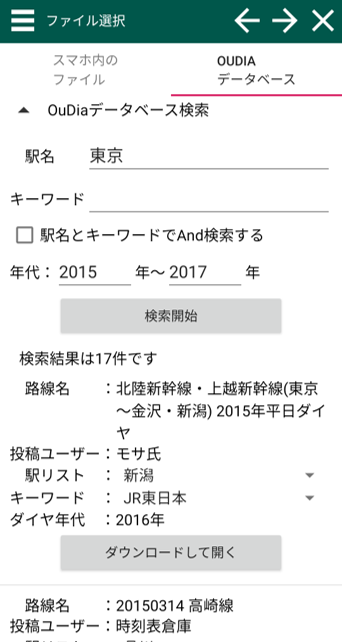 ファイル選択
スマホ内の
ファイル
OUDIA
データベース
OuDiaデータベース検索
駅名 東京
キーワード
駅名とキーワードでAnd検索する
年代： 2015 年～ 2017 年
検索開始
検索結果は17件です
路線名 ：北陸新幹線・上越新幹線(東京
～金沢・新潟) 2015年平日ダイ
ヤ
投稿ユーザー：モサ氏
駅リスト ： 新潟
キーワード ： JR東日本
ダイヤ年代 ：2016年
ダウンロードして開く
路線名 ：20150314 高崎線
投稿ユーザー：時刻表倉庫